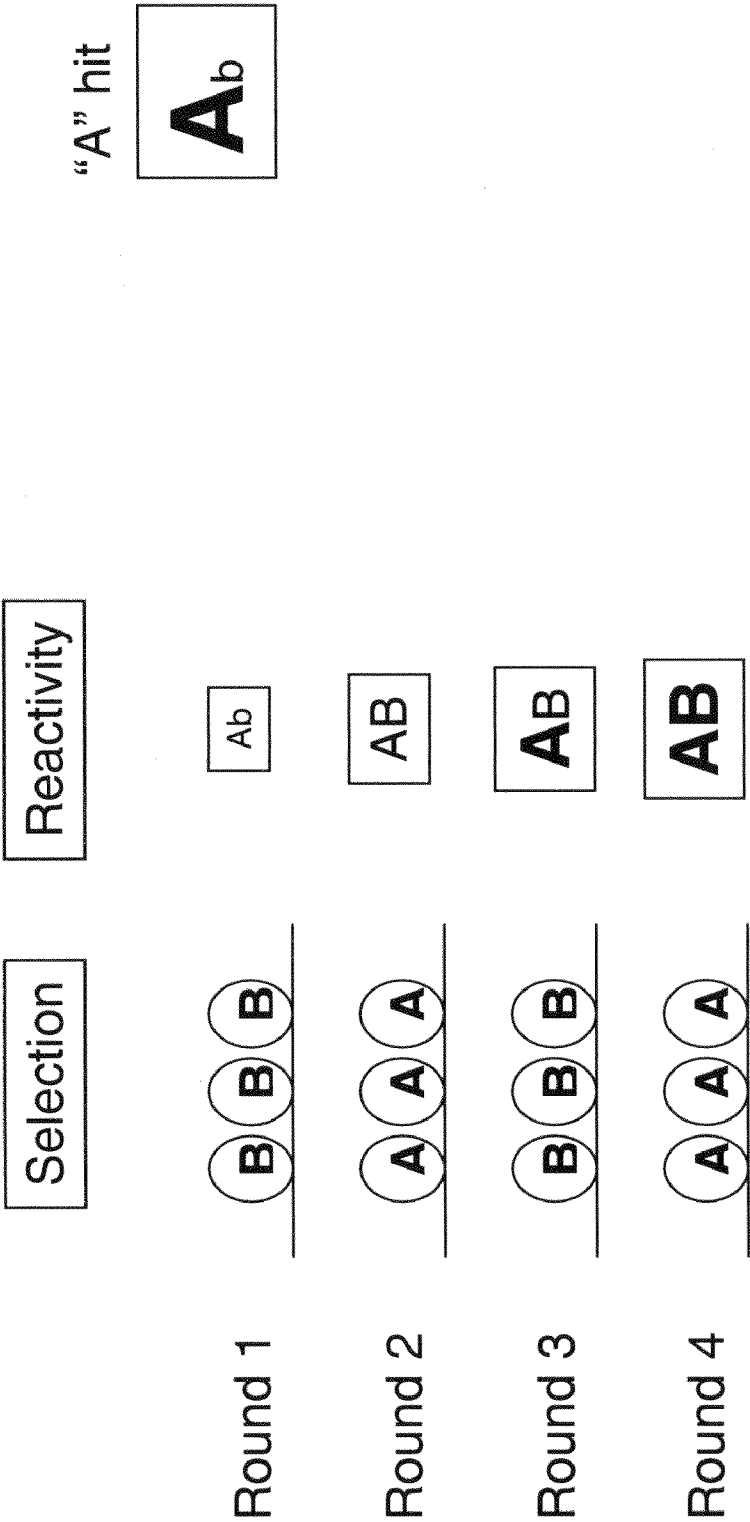 Selection Reactivity "A" hit
Round 1 B B B Ab Ab
Round 2 A A A AB
Round 3 B B B AB
Round 4 A A A AB